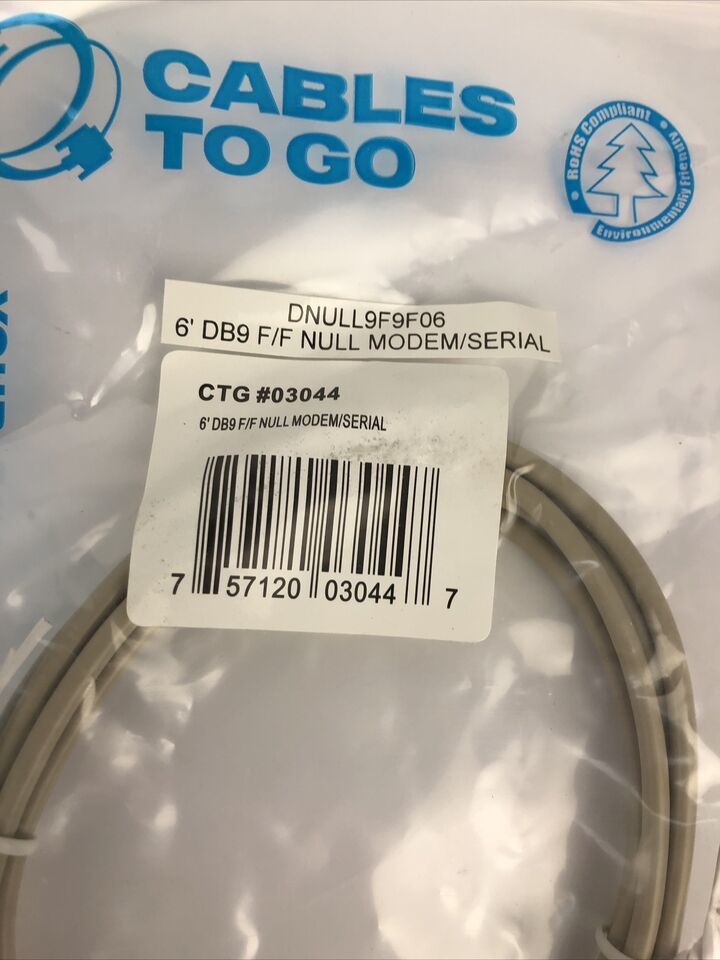 CABLES
TO GO
RoHS Compliant
Environmentally Friendly
DNULL9F9F06
6' DB9 F/F NULL MODEM/SERIAL
CTG #03044
6' DB9 F/F NULL MODEM/SERIAL
7 57120 03044 7